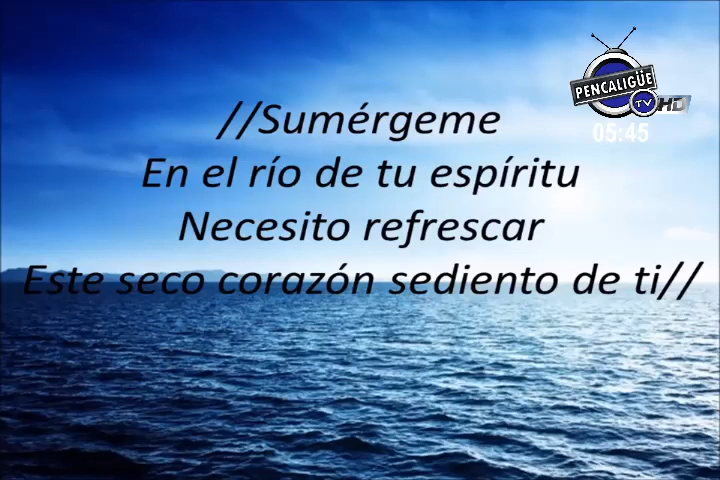 PENCALIGÜE
TV HD
05:45
//Sumérgeme
En el río de tu espíritu
Necesito refrescar
Este seco corazón sediento de ti//